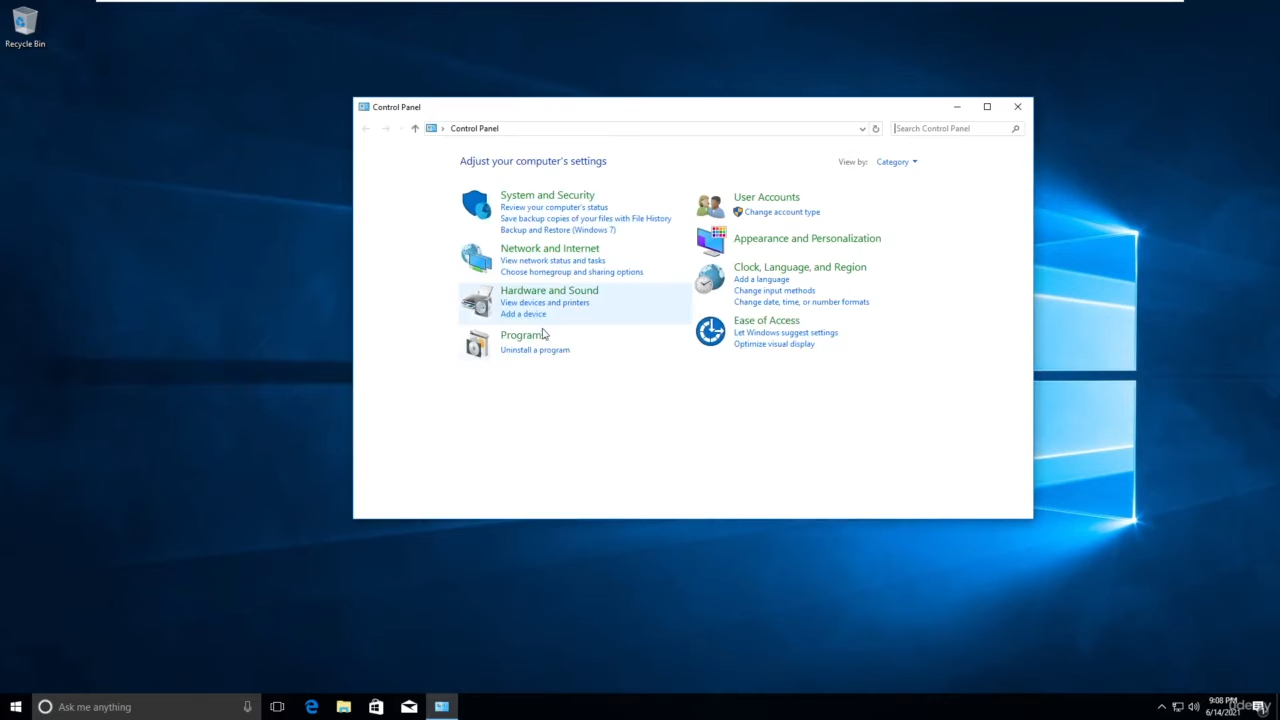 Recycle Bin
Control Panel
Control Panel
Search Control Panel
Adjust your computer's settings
View by: Category
System and Security
Review your computer's status
Save backup copies of your files with File History
Backup and Restore (Windows 7)
Network and Internet
View network status and tasks
Choose homegroup and sharing options
Hardware and Sound
View devices and printers
Add a device
Programs
Uninstall a program
User Accounts
Change account type
Appearance and Personalization
Clock, Language, and Region
Add a language
Change input methods
Change date, time, or number formats
Ease of Access
Let Windows suggest settings
Optimize visual display
Ask me anything
9:08 PM
6/14/2021